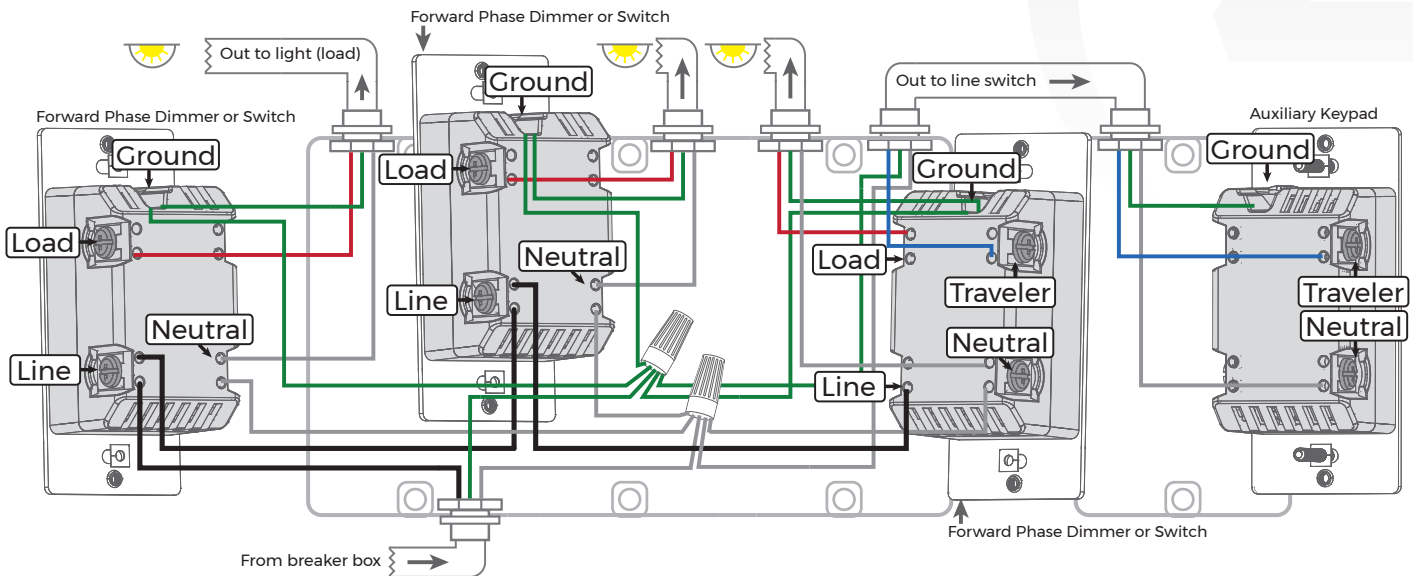 Forward Phase Dimmer or Switch
Out to light (load)
Ground
Out to line switch
Forward Phase Dimmer or Switch
Auxiliary Keypad
Ground
Load
Ground
Ground
Load
Neutral
Load
Line
Traveler
Traveler
Neutral
Neutral
Neutral
Line
Line
Forward Phase Dimmer or Switch
From breaker box